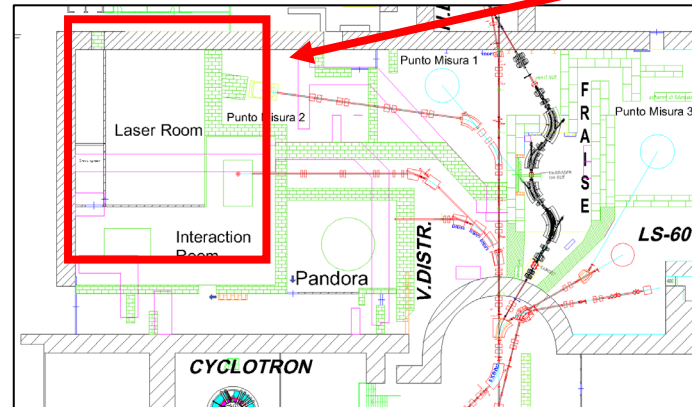 Punto Misura 1
F
R
A
I
S
E
Punto Misura 3
Punto Misura 2
Laser Room
Interaction
Room
Pandora
V.DISTR.
LS-60
CYCLOTRON